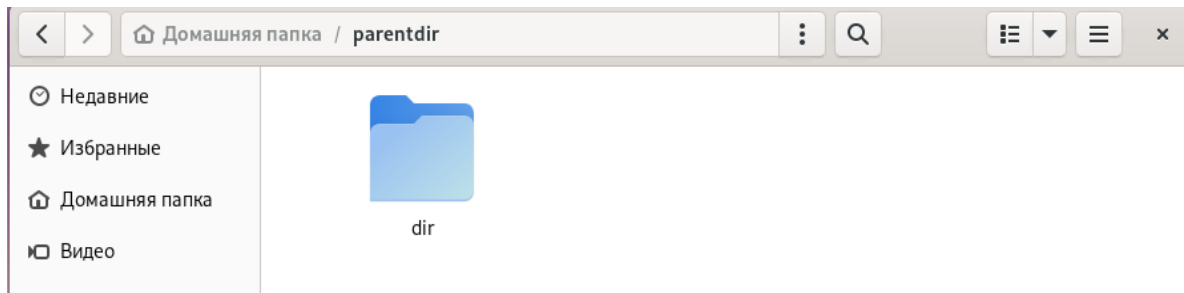 Домашняя папка / parentdir
Недавние
Избранные
Домашняя папка
Видео
dir